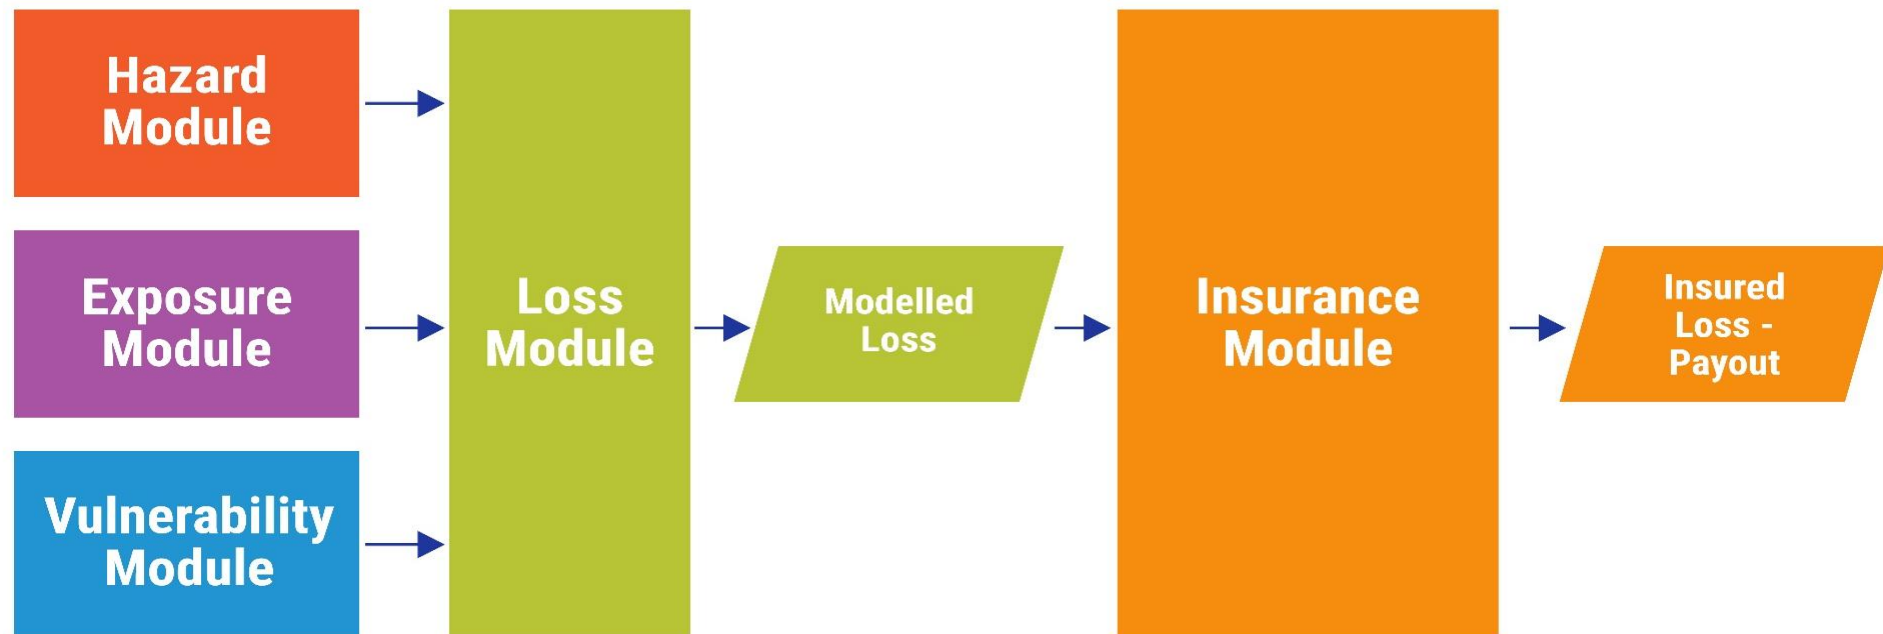 Hazard
Module
Exposure
Module
Vulnerability
Module
Loss
Module
Modelled
Loss
Insurance
Module
Insured
Loss -
Payout